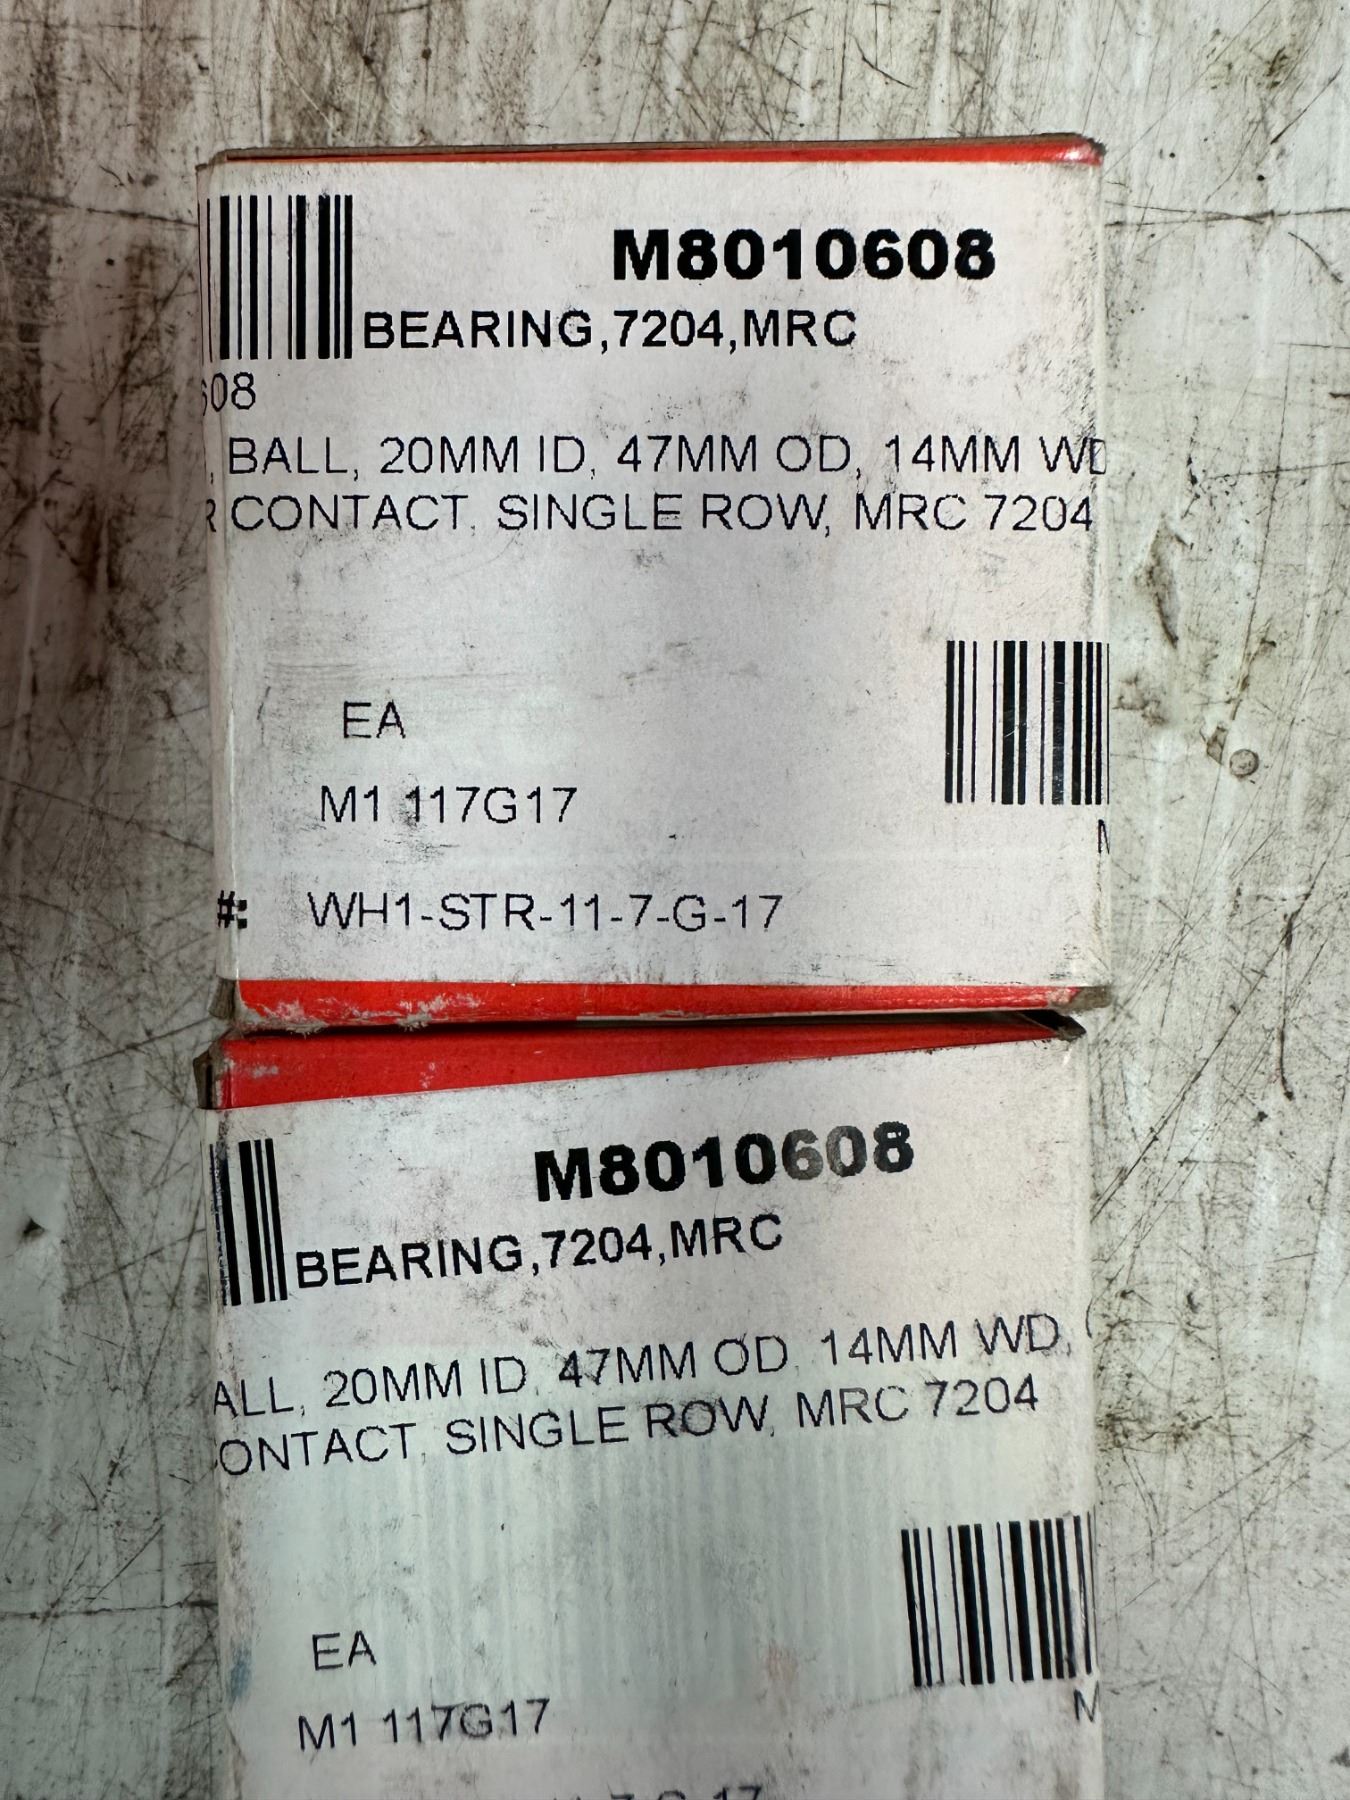 M8010608
BEARING,7204,MRC
608
, BALL, 20MM ID, 47MM OD, 14MM WD
R CONTACT, SINGLE ROW, MRC 7204
EA
M1 117G17
M
#: WH1-STR-11-7-G-17
M8010608
BEARING,7204,MRC
ALL, 20MM ID, 47MM OD, 14MM WD,
ONTACT, SINGLE ROW, MRC 7204
EA
M1 117G17
M